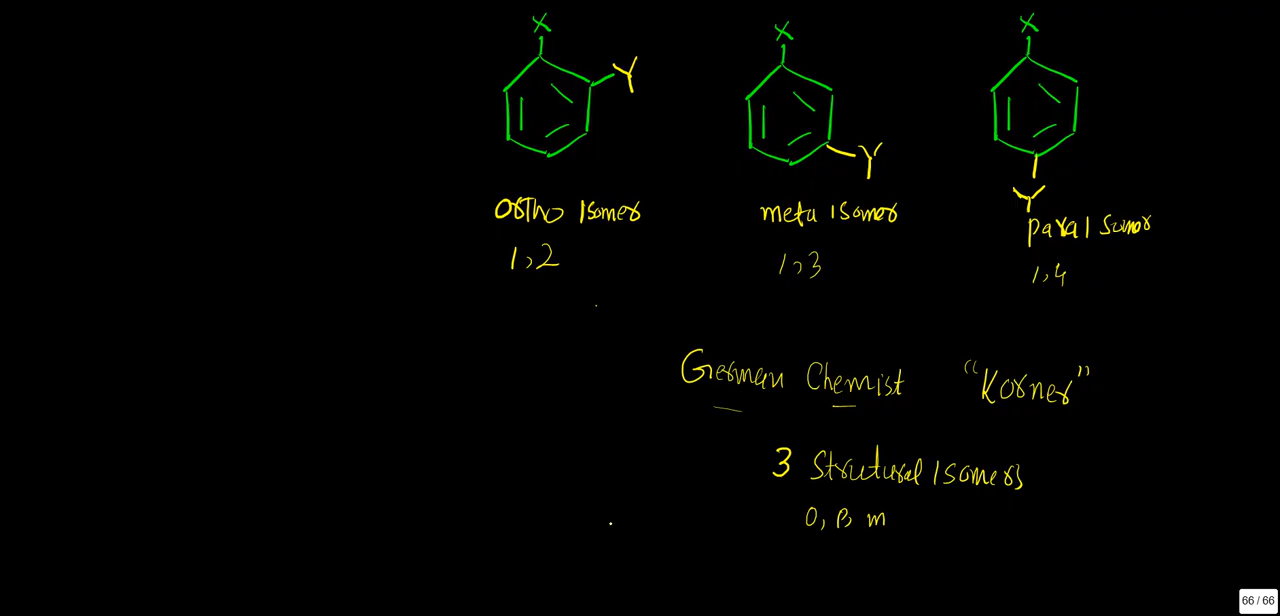 X X X
Y
Y
Y
Ortho Isomer meta Isomer para Isomer
1,2 1,3 1,4
German Chemist "Korner"
3 Strutural Isomers
O, P, m
66 / 66